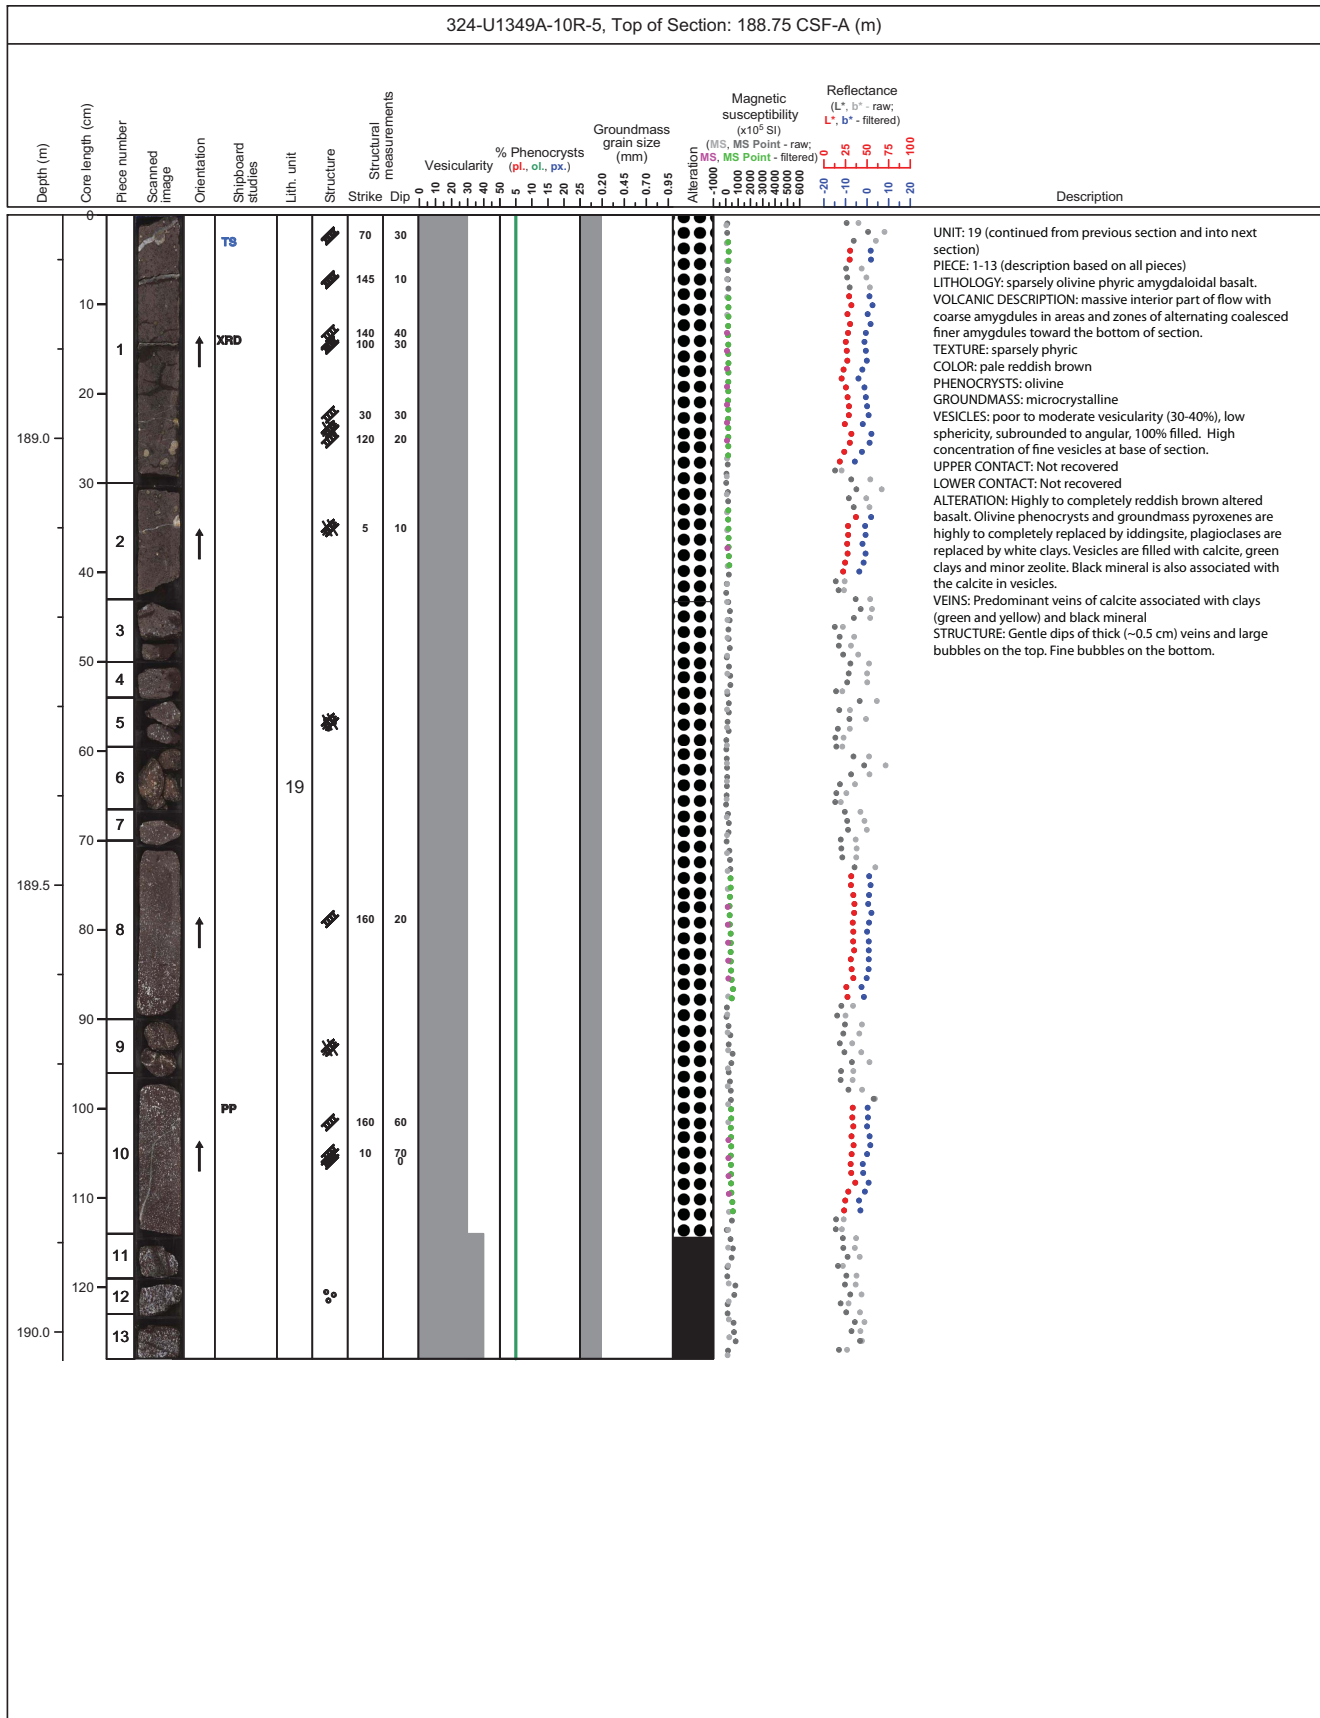 324-U1349A-10R-5, Top of Section: 188.75 CSF-A (m)
Depth (m)
Core length (cm)
Piece number
Scanned
image
Orientation
Shipboard
studies
Lith. unit
Structure
Structural
measurements
Strike
Dip
Vesicularity
0 10 20 30 40 50
% Phenocrysts
(pl., ol., px.)
5 10 15 20 25
Groundmass
grain size
(mm)
0.20 0.45 0.70 0.95
Alteration
Magnetic
susceptibility
(x10⁵ SI)
(MS, MS Point - raw;
MS, MS Point - filtered)
-1000 0 1000 2000 3000 4000 5000 6000
Reflectance
(L*, b* - raw;
L*, b* - filtered)
0 25 50 75 100
-20 -10 0 10 20
Description
189.0
189.5
190.0
0
10
20
30
40
50
60
70
80
90
100
110
120
1
2
3
4
5
6
7
8
9
10
11
12
13
TS
XRD
PP
19
70 30
145 10
140 40
100 30
30 30
120 20
5 10
160 20
160 60
10 70
0
UNIT: 19 (continued from previous section and into next
section)
PIECE: 1-13 (description based on all pieces)
LITHOLOGY: sparsely olivine phyric amygdaloidal basalt.
VOLCANIC DESCRIPTION: massive interior part of flow with
coarse amygdules in areas and zones of alternating coalesced
finer amygdules toward the bottom of section.
TEXTURE: sparsely phyric
COLOR: pale reddish brown
PHENOCRYSTS: olivine
GROUNDMASS: microcrystalline
VESICLES: poor to moderate vesicularity (30-40%), low
sphericity, subrounded to angular, 100% filled. High
concentration of fine vesicles at base of section.
UPPER CONTACT: Not recovered
LOWER CONTACT: Not recovered
ALTERATION: Highly to completely reddish brown altered
basalt. Olivine phenocrysts and groundmass pyroxenes are
highly to completely replaced by iddingsite, plagioclases are
replaced by white clays. Vesicles are filled with calcite, green
clays and minor zeolite. Black mineral is also associated with
the calcite in vesicles.
VEINS: Predominant veins of calcite associated with clays
(green and yellow) and black mineral
STRUCTURE: Gentle dips of thick (~0.5 cm) veins and large
bubbles on the top. Fine bubbles on the bottom.